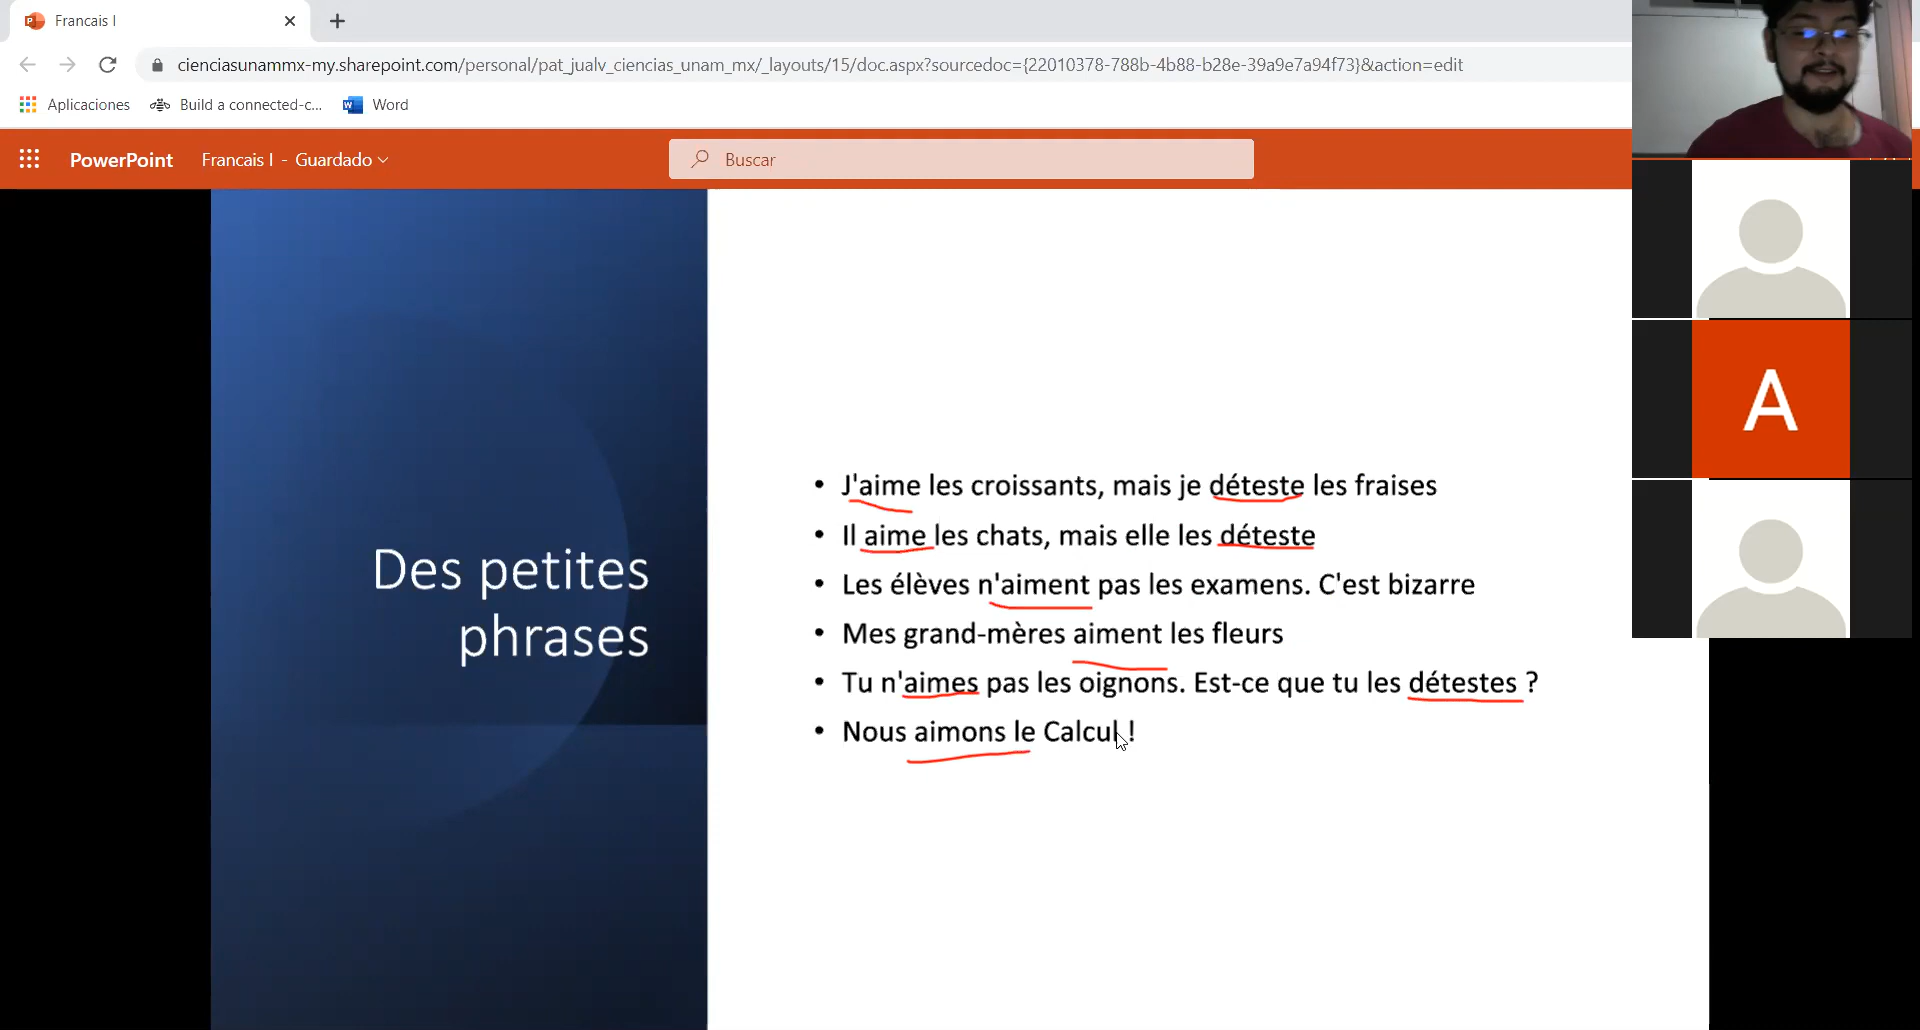 Francais I
cienciasunammx-my.sharepoint.com/personal/pat_jualv_ciencias_unam_mx/_layouts/15/doc.aspx?sourcedoc={22010378-788b-4b88-b28e-39a9e7a94f73}&action=edit
Aplicaciones Build a connected-c... Word
PowerPoint Francais I - Guardado Buscar
A
Des petites
phrases
• J'aime les croissants, mais je déteste les fraises
• Il aime les chats, mais elle les déteste
• Les élèves n'aiment pas les examens. C'est bizarre
• Mes grand-mères aiment les fleurs
• Tu n'aimes pas les oignons. Est-ce que tu les détestes ?
• Nous aimons le Calcul !